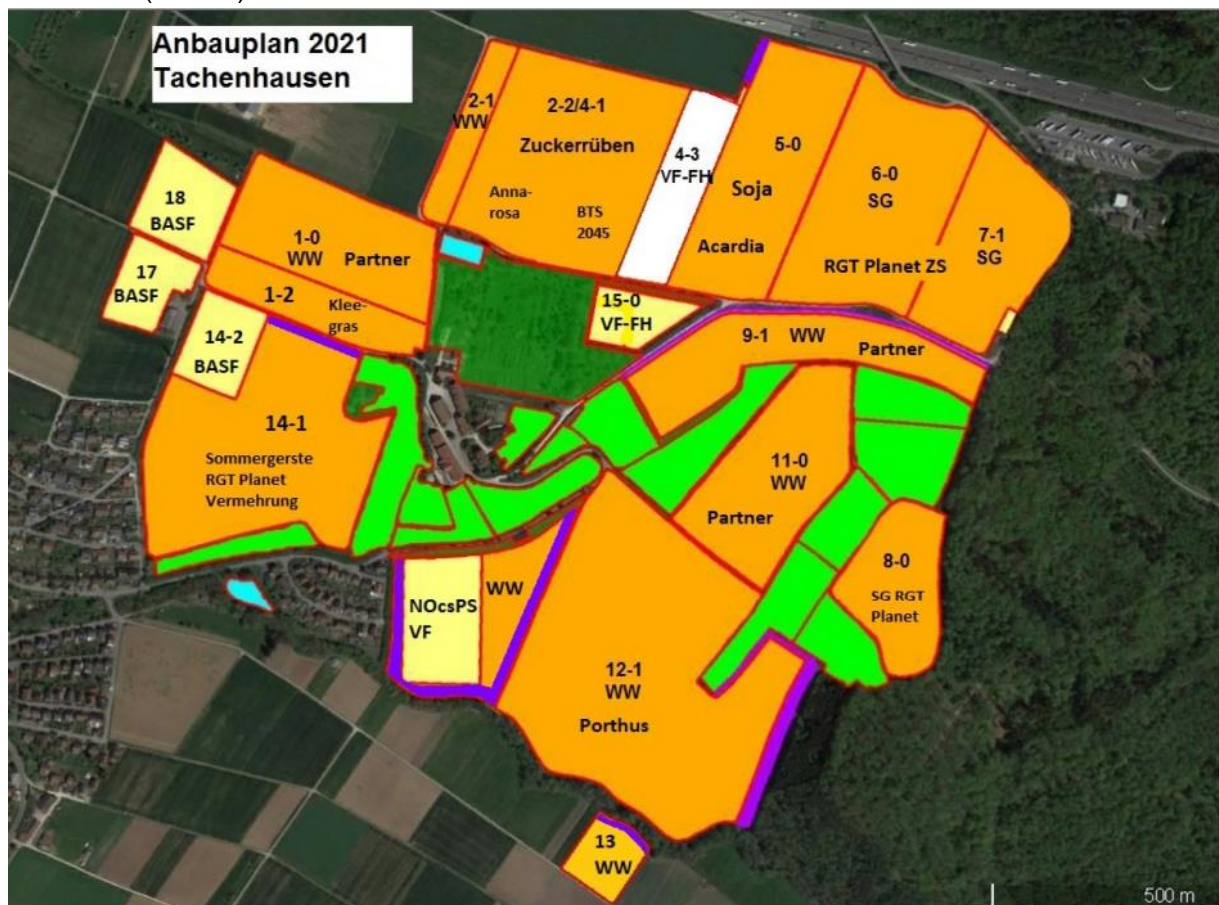 Anbauplan 2021
Tachenhausen
2-1
WW
2-2/4-1
Zuckerrüben
Anna-
rosa
BTS
2045
4-3
VF-FH
5-0
Soja
Acardia
6-0
SG
7-1
SG
RGT Planet ZS
18
BASF
17
BASF
1-0
WW
Partner
1-2
Klee-
gras
14-2
BASF
15-0
VF-FH
9-1 WW
Partner
14-1
Sommergerste
RGT Planet
Vermehrung
11-0
WW
Partner
8-0
SG RGT
Planet
NOcsPS
VF
WW
12-1
WW
Porthus
13
WW
500 m